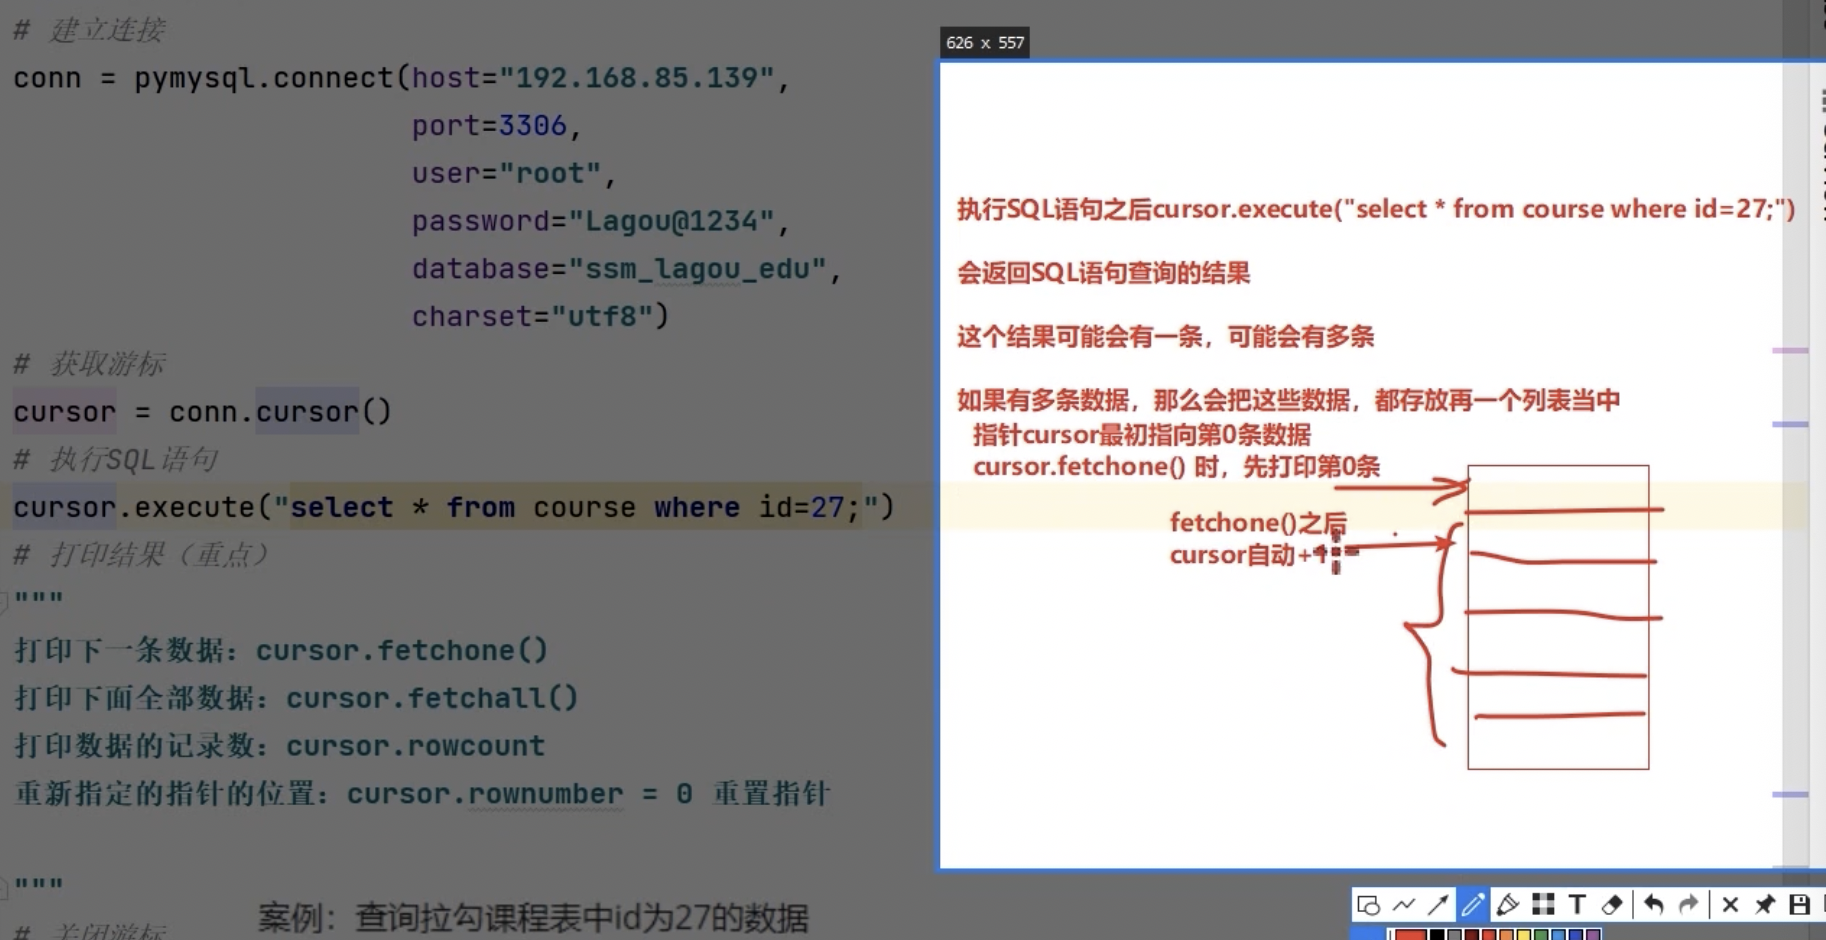 # 建立连接
conn = pymysql.connect(host="192.168.85.139",
port=3306,
user="root",
password="Lagou@1234",
database="ssm_lagou_edu",
charset="utf8")
# 获取游标
cursor = conn.cursor()
# 执行SQL语句
cursor.execute("select * from course where id=27;")
# 打印结果（重点）
"""
打印下一条数据：cursor.fetchone()
打印下面全部数据：cursor.fetchall()
打印数据的记录数：cursor.rowcount
重新指定的指针的位置：cursor.rownumber = 0 重置指针
"""
# 关闭游标
案例：查询拉勾课程表中id为27的数据
626 x 557
执行SQL语句之后cursor.execute("select * from course where id=27;")
会返回SQL语句查询的结果
这个结果可能会有一条，可能会有多条
如果有多条数据，那么会把这些数据，都存放再一个列表当中
指针cursor最初指向第0条数据
cursor.fetchone() 时，先打印第0条
fetchone()之后
cursor自动+1
T